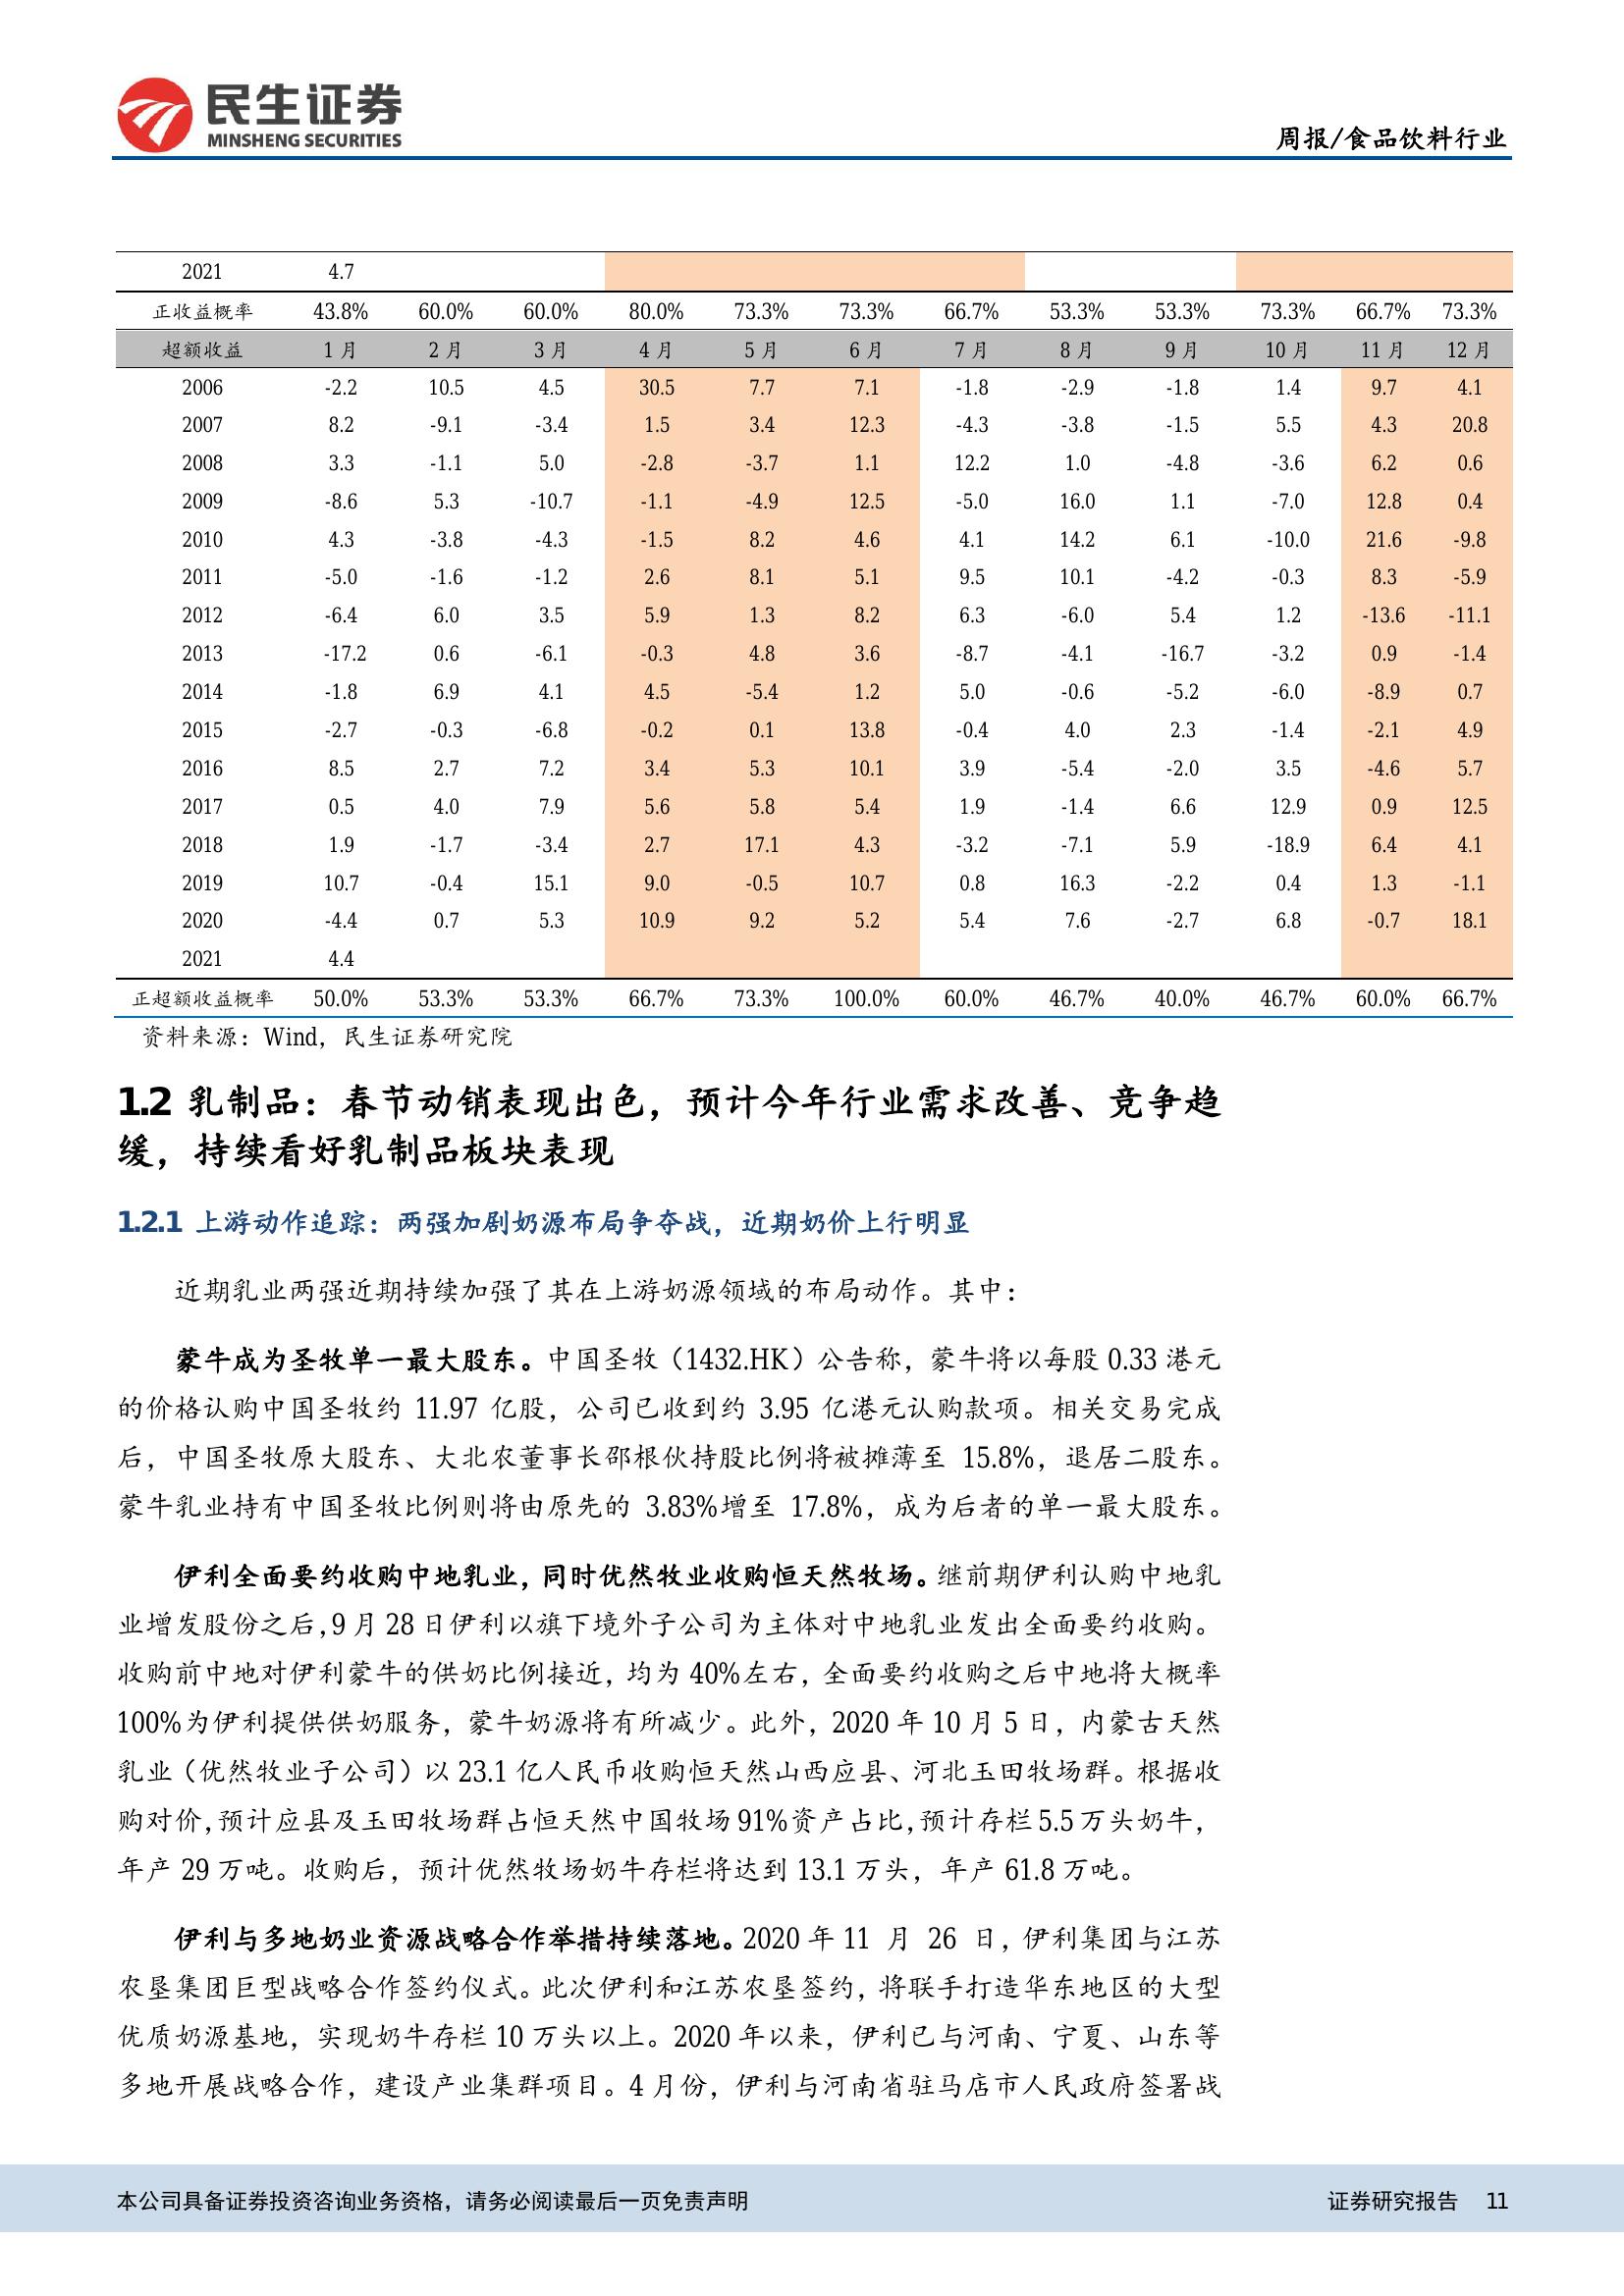 民生证券
MINSHENG SECURITIES
周报/食品饮料行业
2021 4.7
正收益概率 43.8% 60.0% 60.0% 80.0% 73.3% 73.3% 66.7% 53.3% 53.3% 73.3% 66.7% 73.3%
超额收益 1 月 2 月 3 月 4 月 5 月 6 月 7 月 8 月 9 月 10 月 11 月 12 月
2006 -2.2 10.5 4.5 30.5 7.7 7.1 -1.8 -2.9 -1.8 1.4 9.7 4.1
2007 8.2 -9.1 -3.4 1.5 3.4 12.3 -4.3 -3.8 -1.5 5.5 4.3 20.8
2008 3.3 -1.1 5.0 -2.8 -3.7 1.1 12.2 1.0 -4.8 -3.6 6.2 0.6
2009 -8.6 5.3 -10.7 -1.1 -4.9 12.5 -5.0 16.0 1.1 -7.0 12.8 0.4
2010 4.3 -3.8 -4.3 -1.5 8.2 4.6 4.1 14.2 6.1 -10.0 21.6 -9.8
2011 -5.0 -1.6 -1.2 2.6 8.1 5.1 9.5 10.1 -4.2 -0.3 8.3 -5.9
2012 -6.4 6.0 3.5 5.9 1.3 8.2 6.3 -6.0 5.4 1.2 -13.6 -11.1
2013 -17.2 0.6 -6.1 -0.3 4.8 3.6 -8.7 -4.1 -16.7 -3.2 0.9 -1.4
2014 -1.8 6.9 4.1 4.5 -5.4 1.2 5.0 -0.6 -5.2 -6.0 -8.9 0.7
2015 -2.7 -0.3 -6.8 -0.2 0.1 13.8 -0.4 4.0 2.3 -1.4 -2.1 4.9
2016 8.5 2.7 7.2 3.4 5.3 10.1 3.9 -5.4 -2.0 3.5 -4.6 5.7
2017 0.5 4.0 7.9 5.6 5.8 5.4 1.9 -1.4 6.6 12.9 0.9 12.5
2018 1.9 -1.7 -3.4 2.7 17.1 4.3 -3.2 -7.1 5.9 -18.9 6.4 4.1
2019 10.7 -0.4 15.1 9.0 -0.5 10.7 0.8 16.3 -2.2 0.4 1.3 -1.1
2020 -4.4 0.7 5.3 10.9 9.2 5.2 5.4 7.6 -2.7 6.8 -0.7 18.1
2021 4.4
正超额收益概率 50.0% 53.3% 53.3% 66.7% 73.3% 100.0% 60.0% 46.7% 40.0% 46.7% 60.0% 66.7%
资料来源：Wind，民生证券研究院
1.2 乳制品：春节动销表现出色，预计今年行业需求改善、竞争趋
缓，持续看好乳制品板块表现
1.2.1 上游动作追踪：两强加剧奶源布局争夺战，近期奶价上行明显
近期乳业两强近期持续加强了其在上游奶源领域的布局动作。其中：
蒙牛成为圣牧单一最大股东。中国圣牧（1432.HK）公告称，蒙牛将以每股 0.33 港元
的价格认购中国圣牧约 11.97 亿股，公司已收到约 3.95 亿港元认购款项。相关交易完成
后，中国圣牧原大股东、大北农董事长邵根伙持股比例将被摊薄至 15.8%，退居二股东。
蒙牛乳业持有中国圣牧比例则将由原先的 3.83%增至 17.8%，成为后者的单一最大股东。
伊利全面要约收购中地乳业，同时优然牧业收购恒天然牧场。继前期伊利认购中地乳
业增发股份之后，9 月 28 日伊利以旗下境外子公司为主体对中地乳业发出全面要约收购。
收购前中地对伊利蒙牛的供奶比例接近，均为 40%左右，全面要约收购之后中地将大概率
100%为伊利提供供奶服务，蒙牛奶源将有所减少。此外，2020 年 10 月 5 日，内蒙古天然
乳业（优然牧业子公司）以 23.1 亿人民币收购恒天然山西应县、河北玉田牧场群。根据收
购对价，预计应县及玉田牧场群占恒天然中国牧场 91%资产占比，预计存栏 5.5 万头奶牛，
年产 29 万吨。收购后，预计优然牧场奶牛存栏将达到 13.1 万头，年产 61.8 万吨。
伊利与多地奶业资源战略合作举措持续落地。2020 年 11 月 26 日，伊利集团与江苏
农垦集团巨型战略合作签约仪式。此次伊利和江苏农垦签约，将联手打造华东地区的大型
优质奶源基地，实现奶牛存栏 10 万头以上。2020 年以来，伊利已与河南、宁夏、山东等
多地开展战略合作，建设产业集群项目。4 月份，伊利与河南省驻马店市人民政府签署战
本公司具备证券投资咨询业务资格，请务必阅读最后一页免责声明
证券研究报告 11